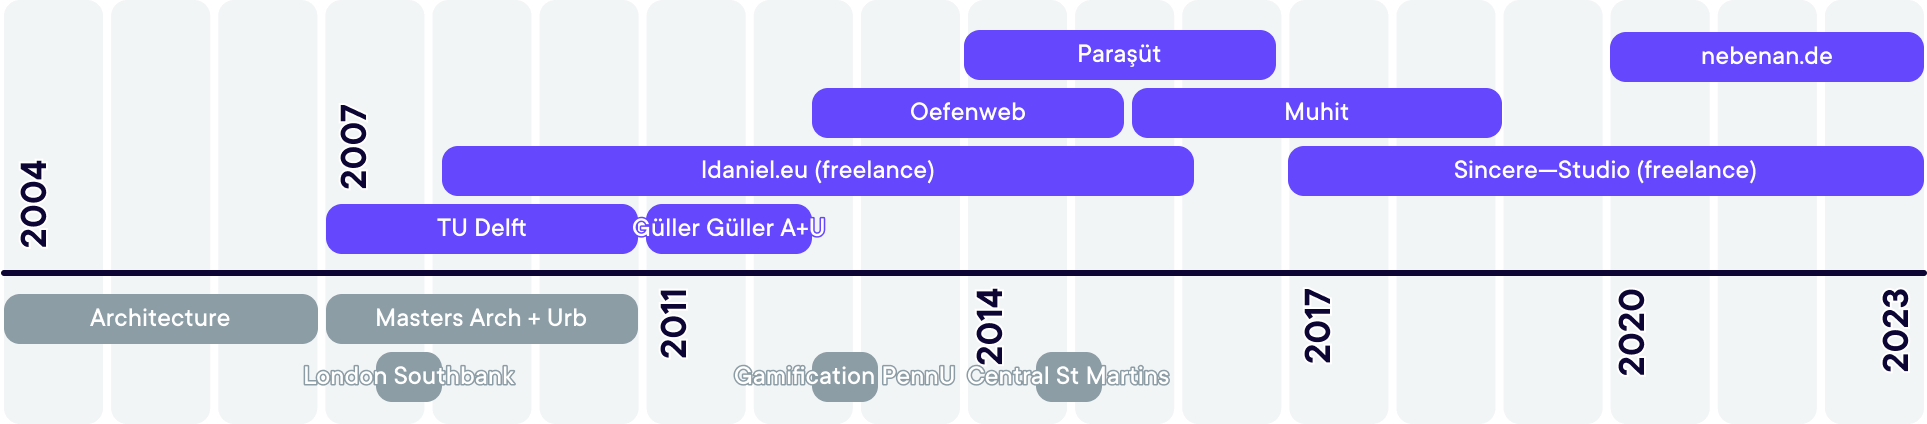 Paraşüt
nebenan.de
Oefenweb
Muhit
2007
2004
Idaniel.eu (freelance)
Sincere—Studio (freelance)
TU Delft
Güller Güller A+U
Architecture
Masters Arch + Urb
2011
2014
2017
2020
2023
London Southbank
Gamification PennU
Central St Martins